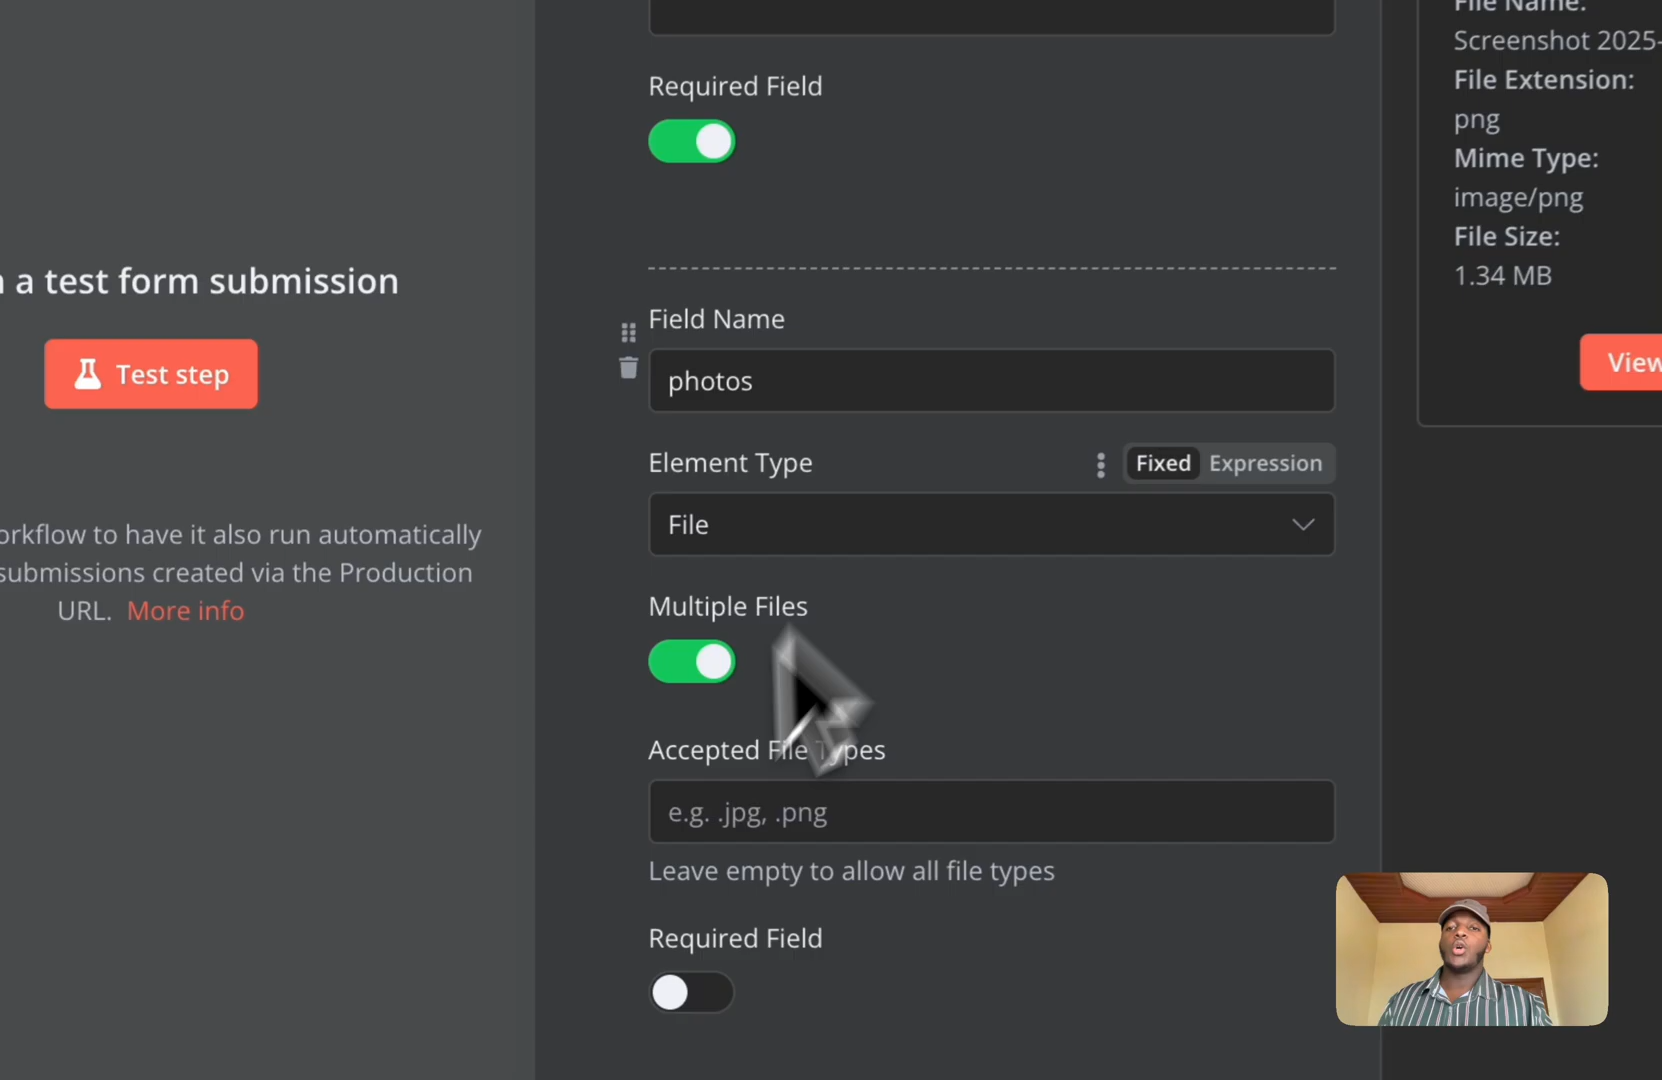 a test form submission
Test step
workflow to have it also run automatically
submissions created via the Production
URL. More info
Required Field
Field Name
photos
Element Type
Fixed Expression
File
Multiple Files
Accepted File Types
e.g. .jpg, .png
Leave empty to allow all file types
Required Field
File Name:
Screenshot 2025-
File Extension:
png
Mime Type:
image/png
File Size:
1.34 MB
View